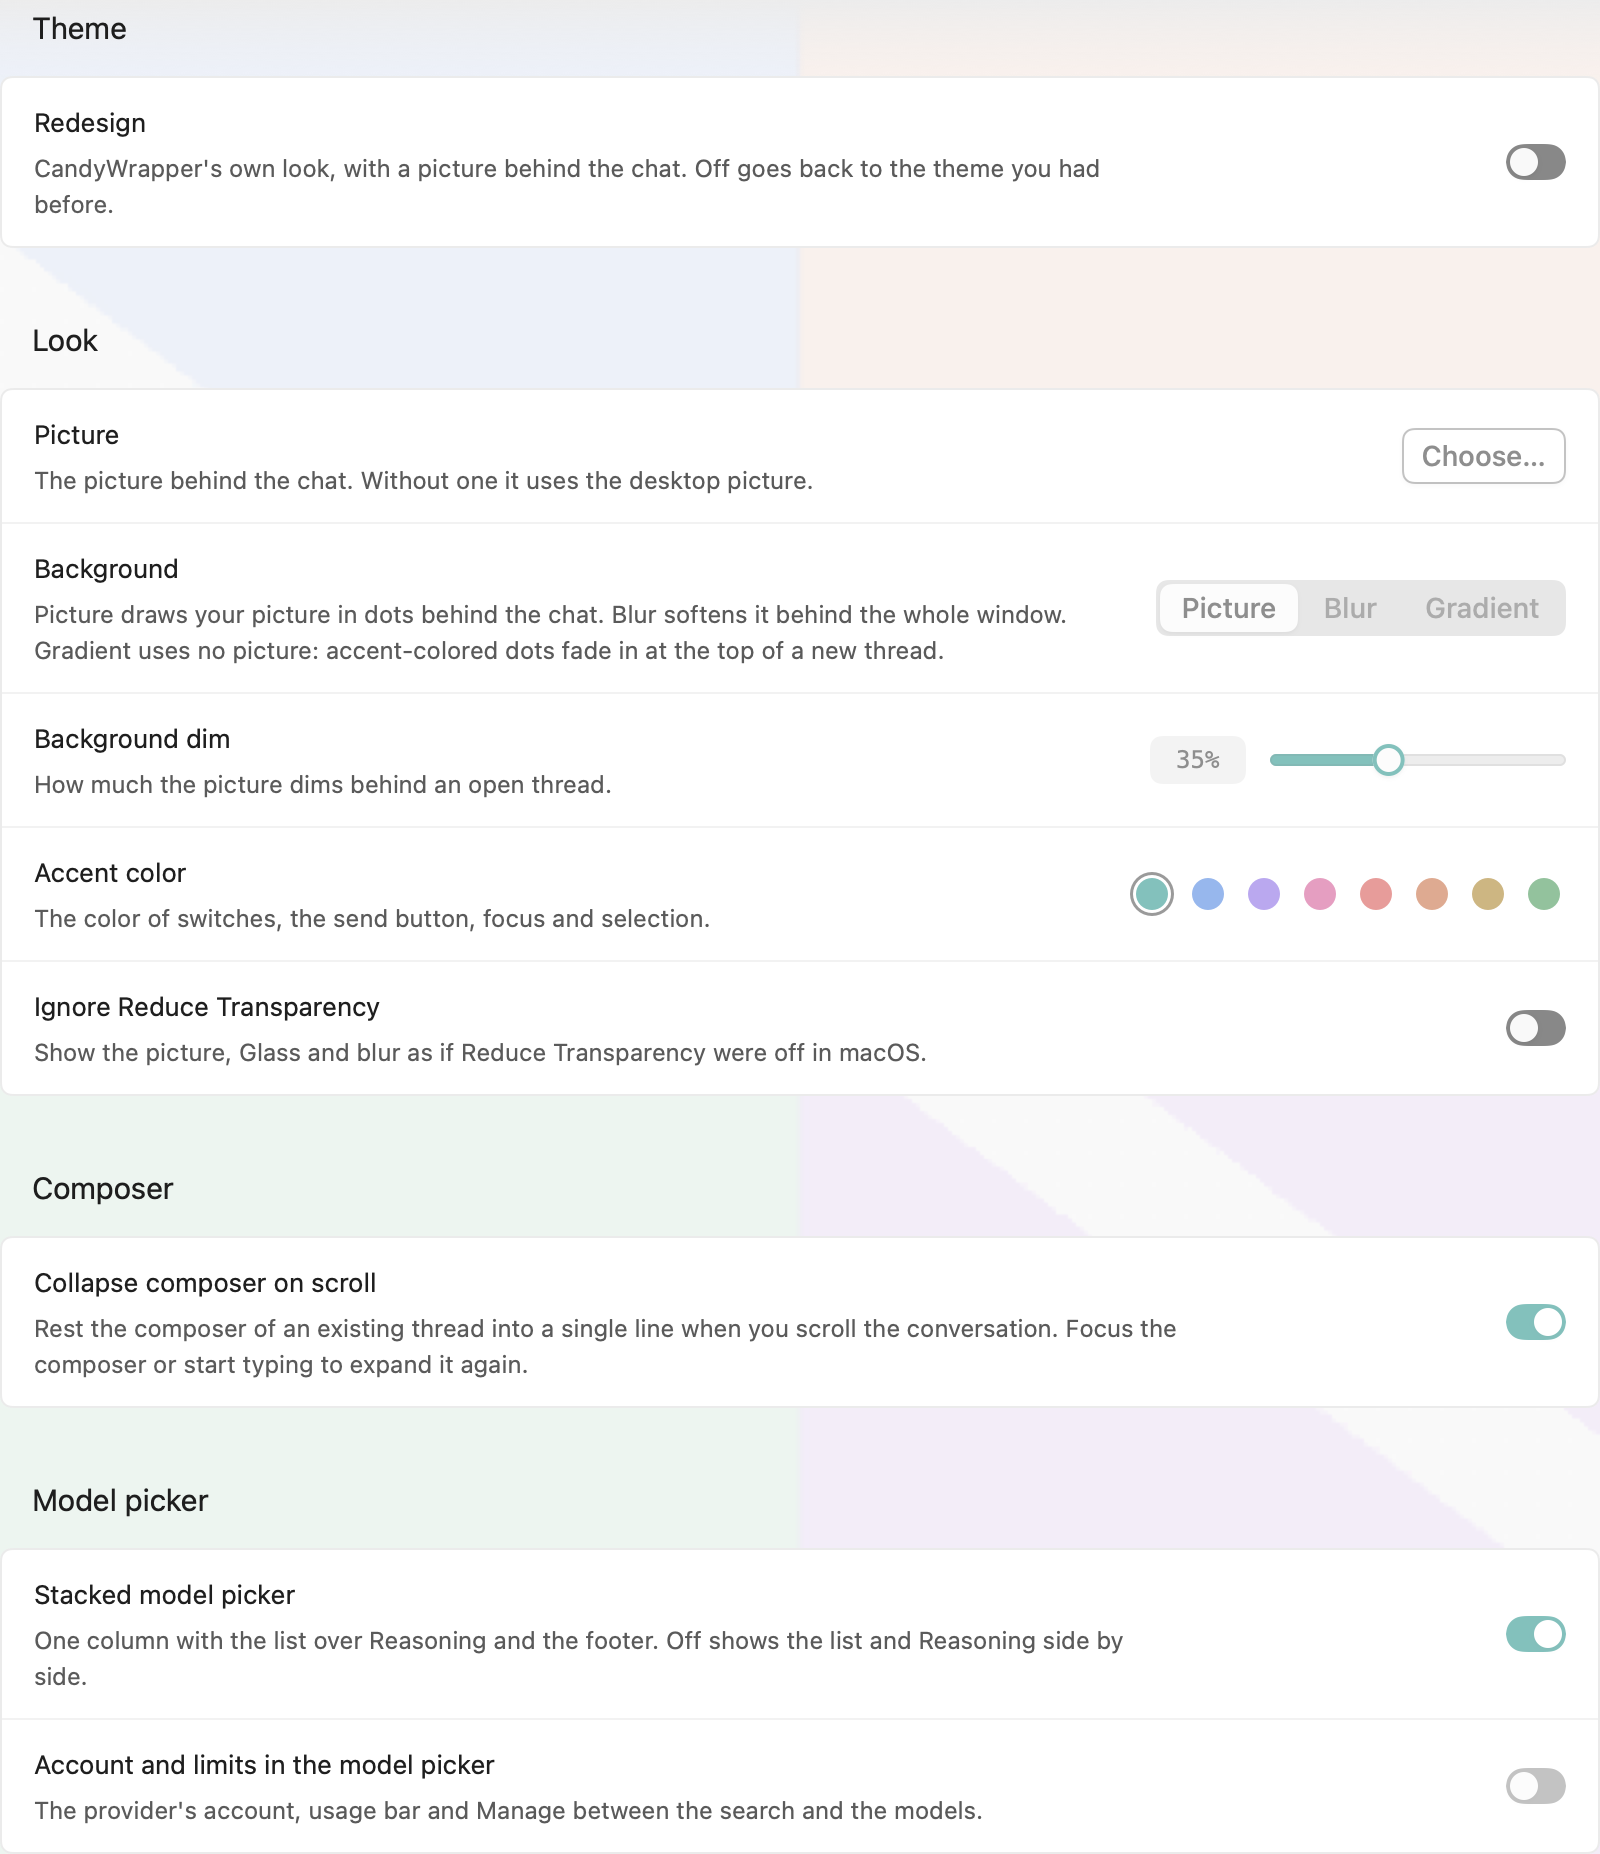 Theme
Redesign
CandyWrapper's own look, with a picture behind the chat. Off goes back to the theme you had
before.
Look
Picture
The picture behind the chat. Without one it uses the desktop picture.
Choose...
Background
Picture draws your picture in dots behind the chat. Blur softens it behind the whole window.
Gradient uses no picture: accent-colored dots fade in at the top of a new thread.
Picture Blur Gradient
Background dim
How much the picture dims behind an open thread.
35%
Accent color
The color of switches, the send button, focus and selection.
Ignore Reduce Transparency
Show the picture, Glass and blur as if Reduce Transparency were off in macOS.
Composer
Collapse composer on scroll
Rest the composer of an existing thread into a single line when you scroll the conversation. Focus the
composer or start typing to expand it again.
Model picker
Stacked model picker
One column with the list over Reasoning and the footer. Off shows the list and Reasoning side by
side.
Account and limits in the model picker
The provider's account, usage bar and Manage between the search and the models.